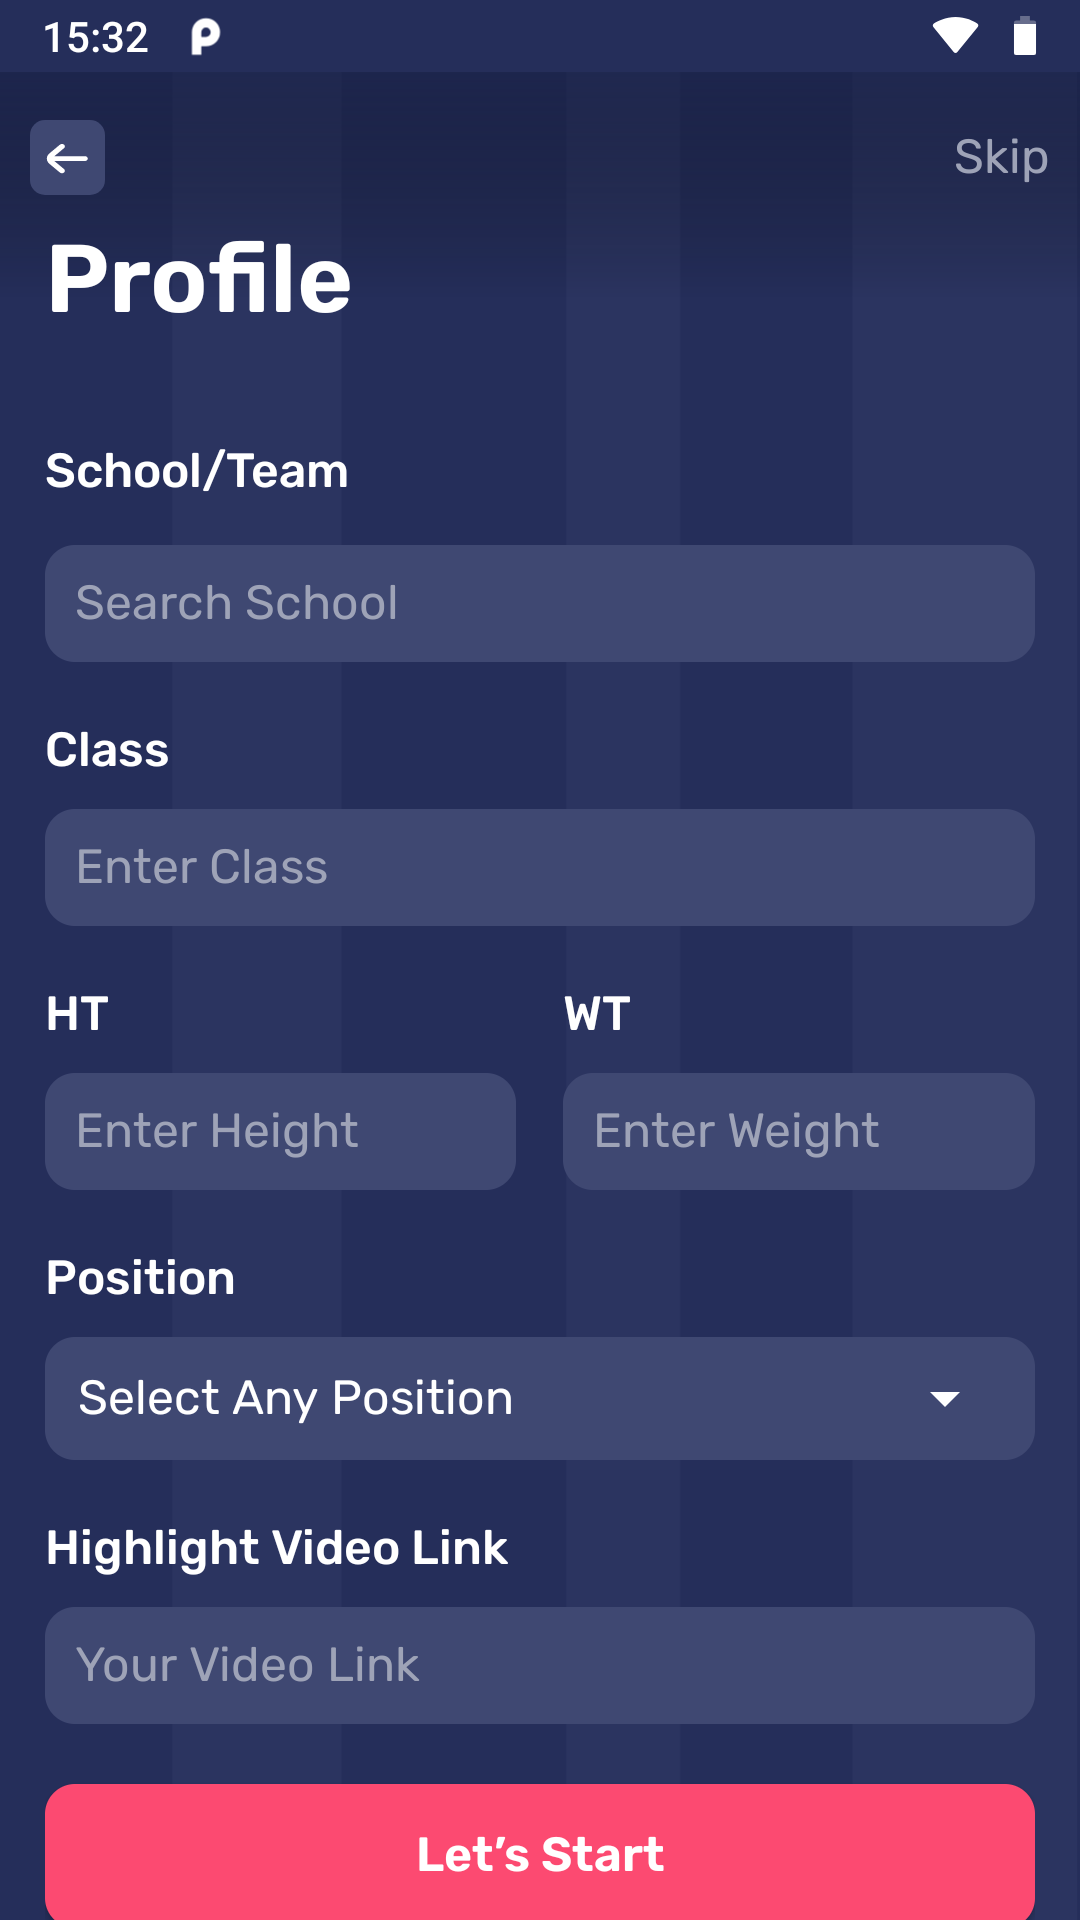 15:32
Skip
Profile
School/Team
Search School
Class
Enter Class
HT WT
Enter Height Enter Weight
Position
Select Any Position
Highlight Video Link
Your Video Link
Let’s Start